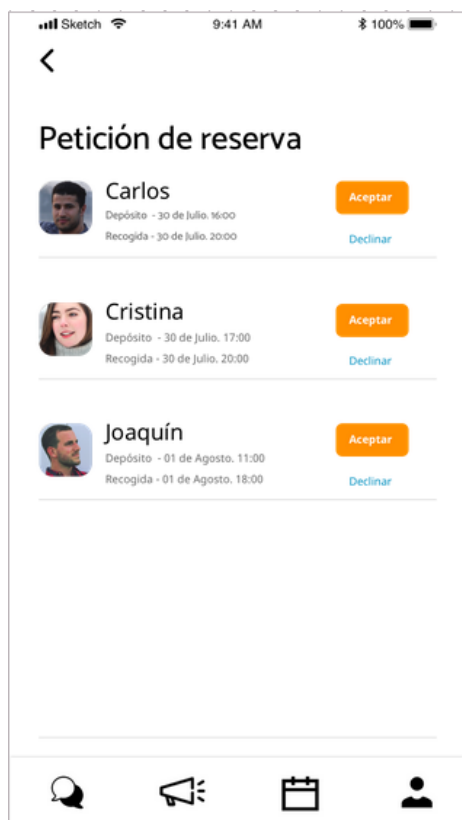 Sketch 9:41 AM 100%
Petición de reserva
Carlos
Depósito - 30 de Julio. 16:00
Recogida - 30 de Julio. 20:00
Aceptar
Declinar
Cristina
Depósito - 30 de Julio. 17:00
Recogida - 30 de Julio. 20:00
Aceptar
Declinar
Joaquín
Depósito - 01 de Agosto. 11:00
Recogida - 01 de Agosto. 18:00
Aceptar
Declinar